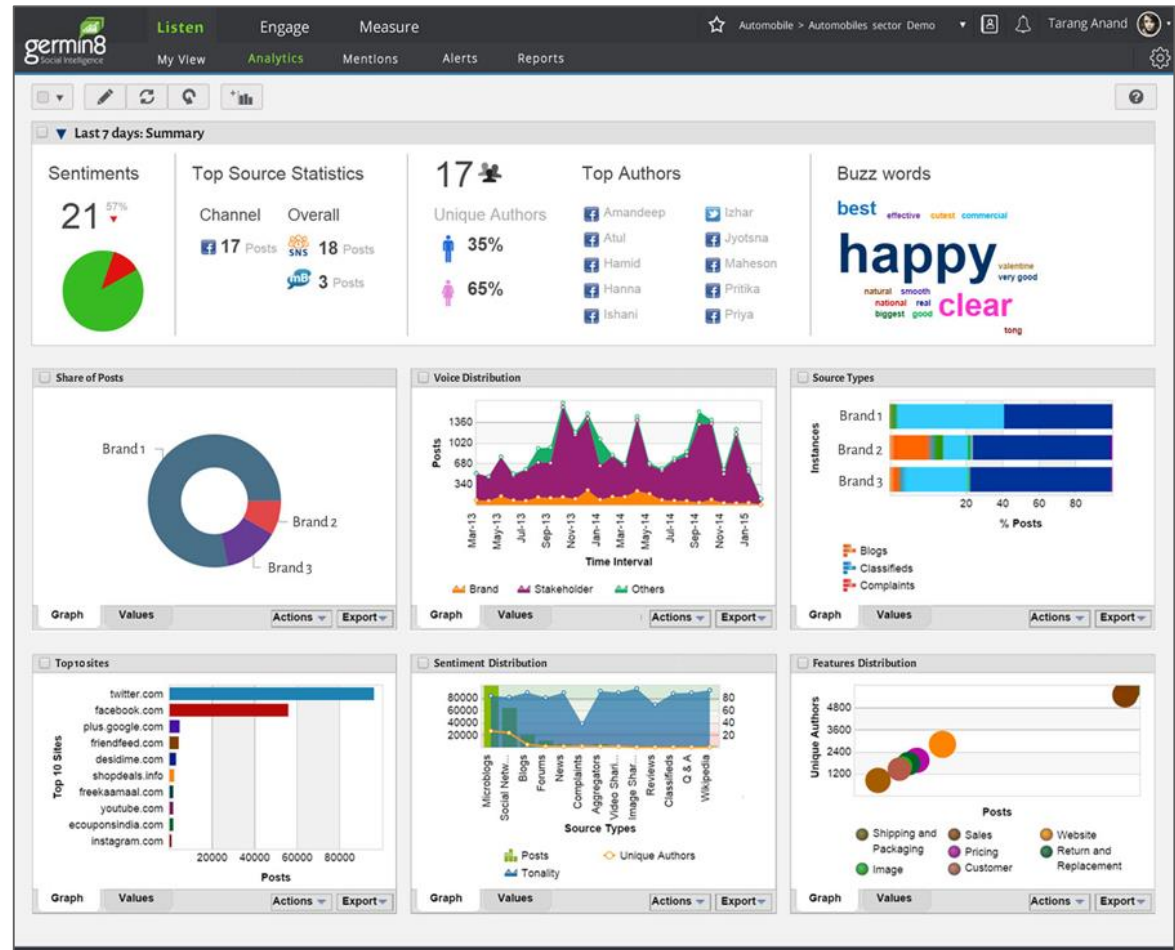 Listen Engage Measure
Automobile > Automobiles sector Demo
Tarang Anand
germin8
Social Intelligence
My View Analytics Mentions Alerts Reports
Last 7 days: Summary
Sentiments
21 57%
Top Source Statistics
Channel Overall
17 Posts SNS 18 Posts
mB 3 Posts
17
Unique Authors
35%
65%
Top Authors
Amandeep Izhar
Atul Jyotsna
Hamid Maheson
Hanna Pritika
Ishani Priya
Buzz words
best effective cutest commercial
happy valentine
very good
natural smooth
national real clear
biggest good
tong
Share of Posts
Brand 1
Brand 2
Brand 3
Graph Values Actions Export
Voice Distribution
Posts
1360
1020
680
340
Mar-13 May-13 Jul-13 Sep-13 Nov-13 Jan-14 Mar-14 May-14 Jul-14 Sep-14 Nov-14 Jan-15
Time Interval
Brand Stakeholder Others
Graph Values Actions Export
Source Types
Instances
Brand 1
Brand 2
Brand 3
20 40 60 80
% Posts
Blogs
Classifieds
Complaints
Graph Values Actions Export
Top 10 sites
Top 10 Sites
twitter.com
facebook.com
plus.google.com
friendfeed.com
desidime.com
shopdeals.info
freekaamaal.com
youtube.com
ecouponsindia.com
instagram.com
20000 40000 60000 80000
Posts
Graph Values Actions Export
Sentiment Distribution
80000 80
60000 60
40000 40
20000 20
Microblogs Social Netw... Blogs Forums News Complaints Aggregators Video Shari... Image Shar... Reviews Classifieds Q & A Wikipedia
Source Types
Posts Unique Authors
Tonality
Graph Values Actions Export
Features Distribution
Unique Authors
4800
3600
2400
1200
Posts
Shipping and Sales Website
Packaging Pricing Return and
Image Customer Replacement
Graph Values Actions Export